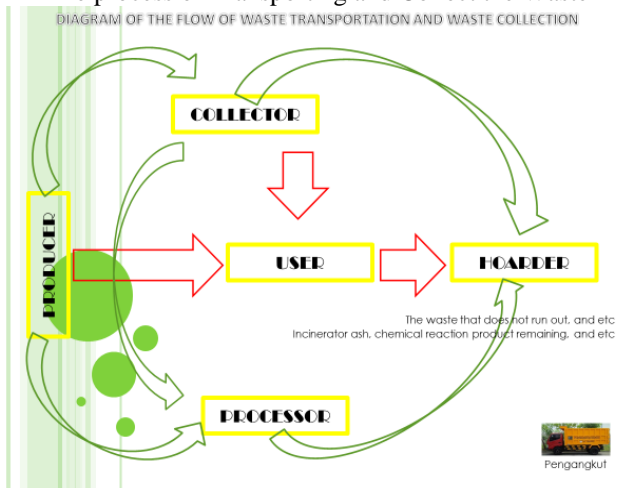 DIAGRAM OF THE FLOW OF WASTE TRANSPORTATION AND WASTE COLLECTION
COLLECTOR
PRODUCER
USER
HOARDER
The waste that does not run out, and etc
Incinerator ash, chemical reaction product remaining, and etc
PROCESSOR
Pengangkut